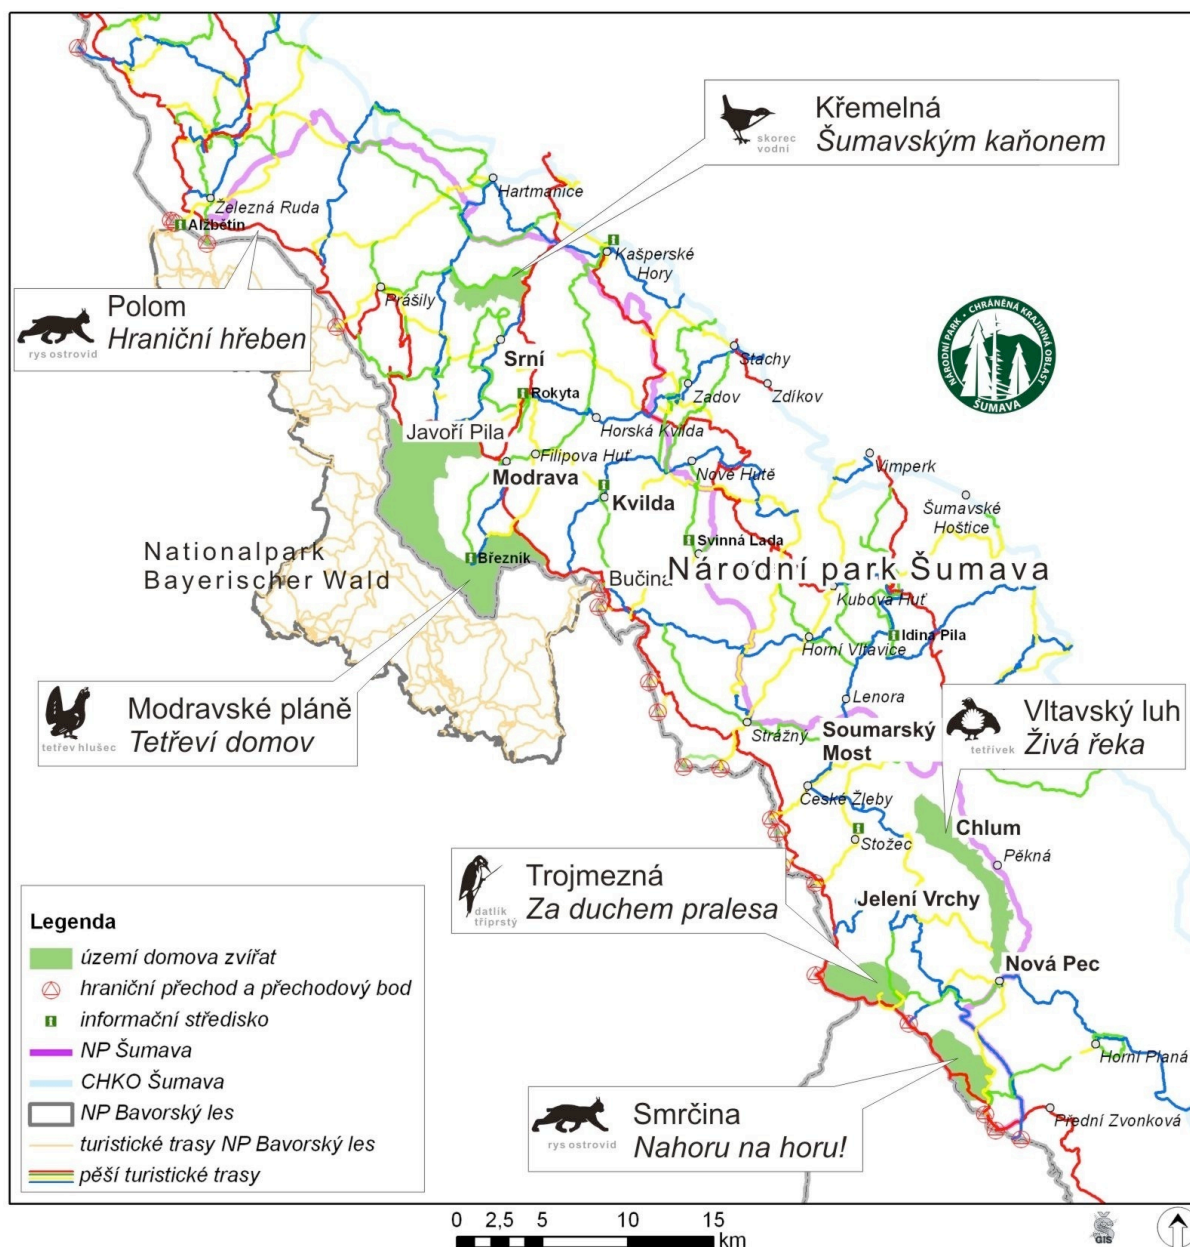 skorec
vodní
Křemelná
Šumavským kaňonem
Hartmanice
Železná Ruda
Alžbětin
Kašperské
Hory
Polom
Hraniční hřeben
rys ostrovid
Prášily
Srní
Rokyta
Stachy
Zadov
Zdíkov
NÁRODNÍ PARK • CHRÁNĚNÁ KRAJINNÁ OBLAST
ŠUMAVA
Javoří Pila
Horská Kvilda
Filipova Huť
Modrava
Nové Hutě
Vimperk
Kvilda
Šumavské
Hoštice
Nationalpark
Bayerischer Wald
Březník
Svinná Lada
Bučina
Národní park Šumava
Kubova Huť
Idina Pila
Horní Vltavice
Lenora
Modravské pláně
Tetřeví domov
tetřev hlušec
Strážný
Soumarský
Most
Vltavský luh
Živá řeka
tetřívek
České Žleby
Stožec
Chlum
Pěkná
Trojmezná
Za duchem pralesa
datlík
tříprstý
Jelení Vrchy
Nová Pec
Horní Planá
Smrčina
Nahoru na horu!
rys ostrovid
Přední Zvonková
Legenda
území domova zvířat
hraniční přechod a přechodový bod
informační středisko
NP Šumava
CHKO Šumava
NP Bavorský les
turistické trasy NP Bavorský les
pěší turistické trasy
0 2,5 5 10 15
km
GIS